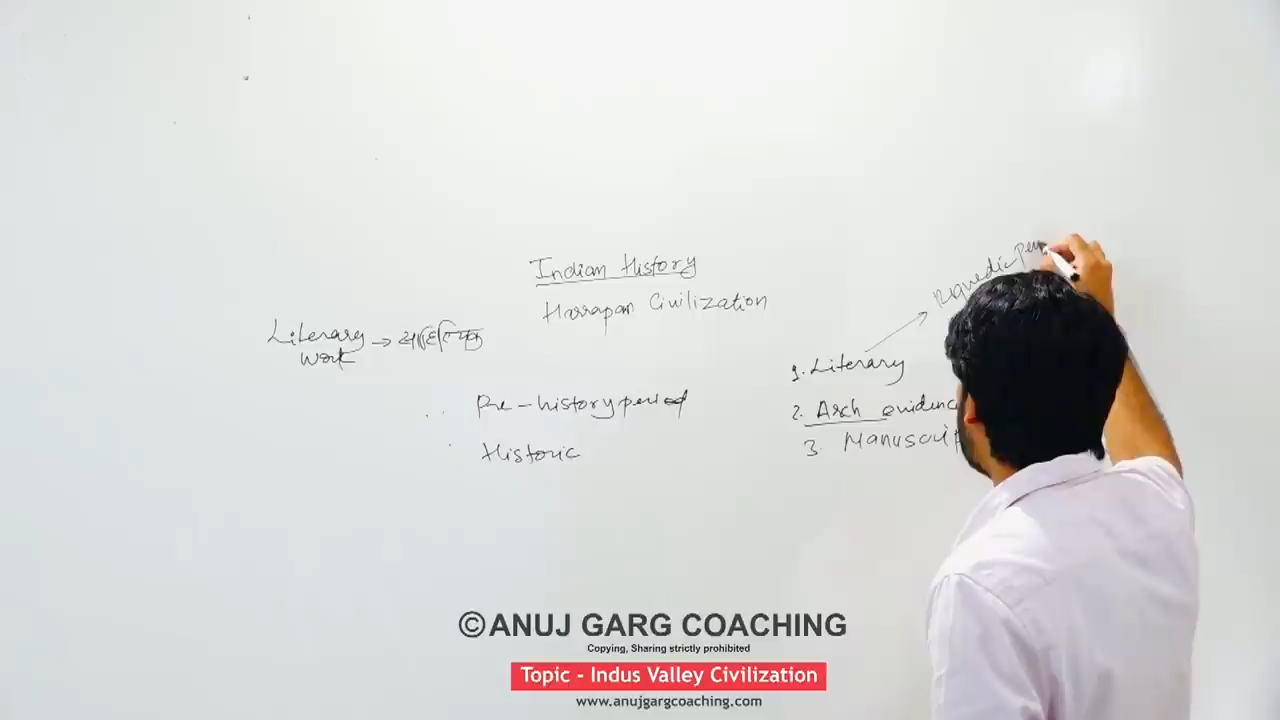 Indian History
Harrapan Civilization
Literary → साहित्यिक
work
Pre-history period
Historic
Rigvedic per
1. Literary
2. Arch evidenc
3. Manuscrip
©ANUJ GARG COACHING
Copying, Sharing strictly prohibited
Topic - Indus Valley Civilization
www.anujgargcoaching.com